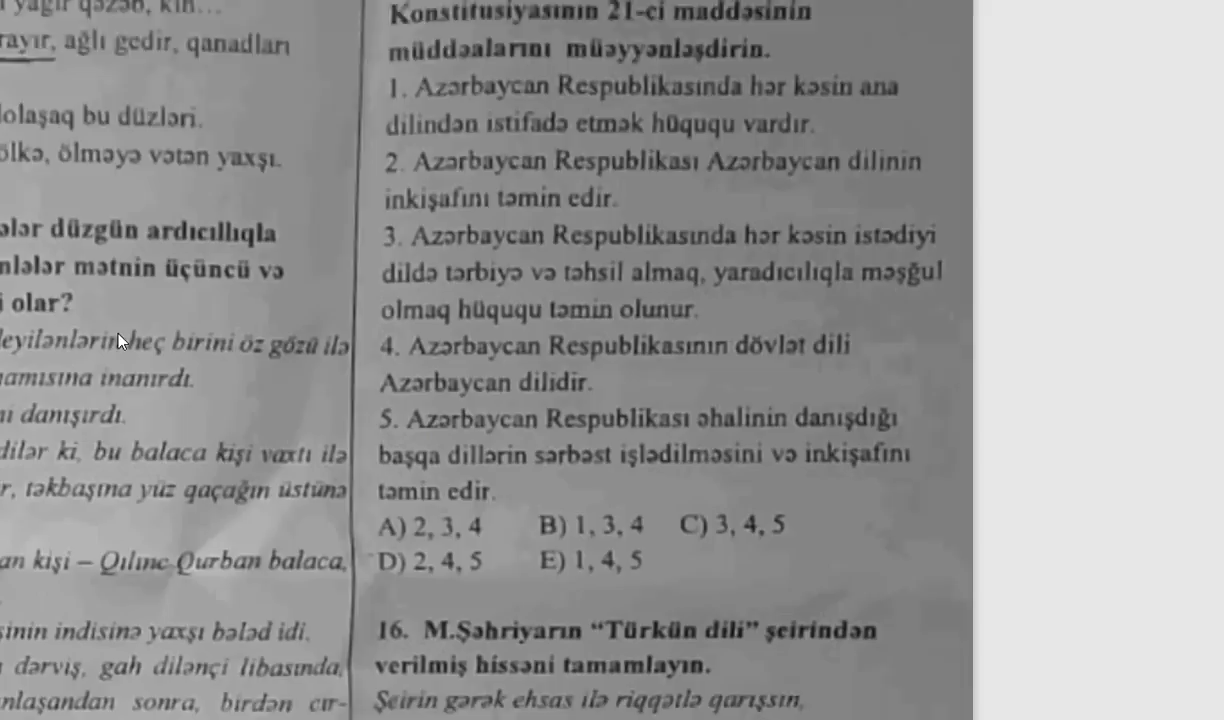 yağır qəzəb, kin...
rayır, ağlı gedir, qanadları
dolaşaq bu düzləri.
ölkə, ölməyə vətən yaxşı.
düzgün ardıcıllıqla
mətnin üçüncü və
olar?
heç birini öz gözü ilə
inanırdı.
danışırdı.
ki, bu balaca kişi vaxtı ilə
təkbaşına yüz qaçağın üstünə
kişi – Qılınc Qurban balaca,
indisinə yaxşı bələd idi.
dərviş, gah dilənçi libasında,
sonra, birdən cır-
Konstitusiyasının 21-ci maddəsinin
müddəalarını müəyyənləşdirin.
1. Azərbaycan Respublikasında hər kəsin ana
dilindən istifadə etmək hüququ vardır.
2. Azərbaycan Respublikası Azərbaycan dilinin
inkişafını təmin edir.
3. Azərbaycan Respublikasında hər kəsin istədiyi
dildə tərbiyə və təhsil almaq, yaradıcılıqla məşğul
olmaq hüququ təmin olunur.
4. Azərbaycan Respublikasının dövlət dili
Azərbaycan dilidir.
5. Azərbaycan Respublikası əhalinin danışdığı
başqa dillərin sərbəst işlədilməsini və inkişafını
təmin edir.
A) 2, 3, 4 B) 1, 3, 4 C) 3, 4, 5
D) 2, 4, 5 E) 1, 4, 5
16. M.Şəhriyarın “Türkün dili” şeirindən
verilmiş hissəni tamamlayın.
Şeirin gərək ehsas ilə riqqətlə qarışsın,